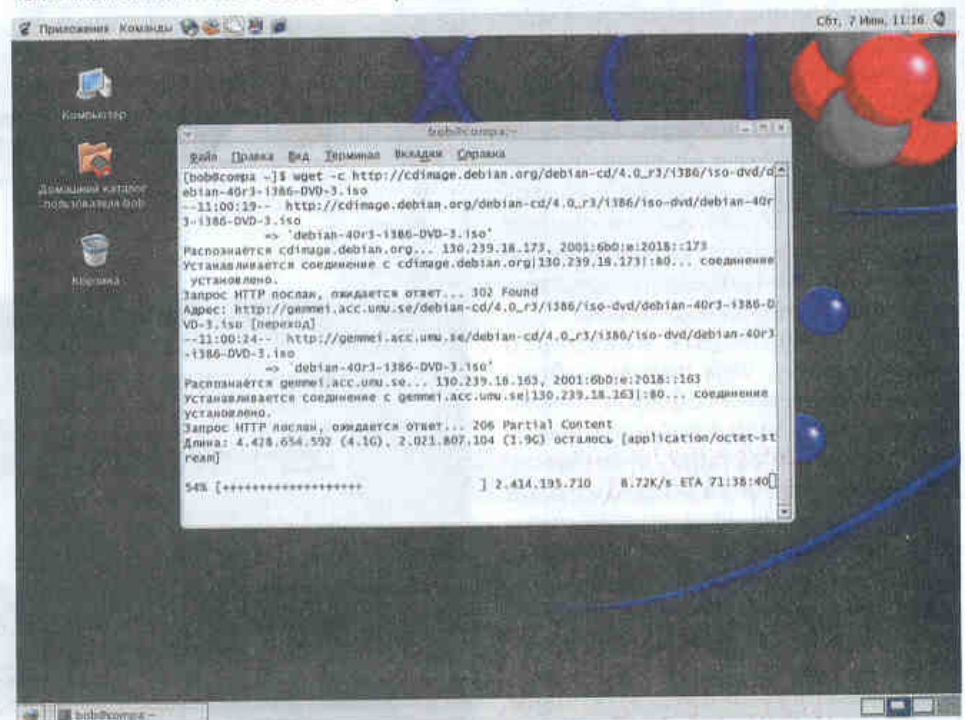 Приложения Команды
Сбт, 7 Июн, 11:16
Компьютер
Домашний каталог
пользователя bob
Корзина
bob@compa:~
Файл Правка Вид Терминал Вкладки Справка
[bob@compa ~]$ wget -c http://cdimage.debian.org/debian-cd/4.0_r3/i386/iso-dvd/d
ebian-40r3-i386-DVD-3.iso
--11:00:19-- http://cdimage.debian.org/debian-cd/4.0_r3/i386/iso-dvd/debian-40r
3-i386-DVD-3.iso
=> 'debian-40r3-i386-DVD-3.iso'
Распознаётся cdimage.debian.org... 130.239.18.173, 2001:6b0:e:2018::173
Устанавливается соединение с cdimage.debian.org|130.239.18.173|:80... соединение
установлено.
Запрос HTTP послан, ожидается ответ... 302 Found
Адрес: http://gemmei.acc.umu.se/debian-cd/4.0_r3/i386/iso-dvd/debian-40r3-i386-D
VD-3.iso [переход]
--11:00:24-- http://gemmei.acc.umu.se/debian-cd/4.0_r3/i386/iso-dvd/debian-40r3
-i386-DVD-3.iso
=> 'debian-40r3-i386-DVD-3.iso'
Распознаётся gemmei.acc.umu.se... 130.239.18.163, 2001:6b0:e:2018::163
Устанавливается соединение с gemmei.acc.umu.se|130.239.18.163|:80... соединение
установлено.
Запрос HTTP послан, ожидается ответ... 206 Partial Content
Длина: 4.428.654.592 (4.1G), 2.021.807.104 (1.9G) осталось [application/octet-st
ream]
54% [++++++++++++++++++ ] 2.414.195.710 8.72K/s ETA 71:38:40
bob@compa:~